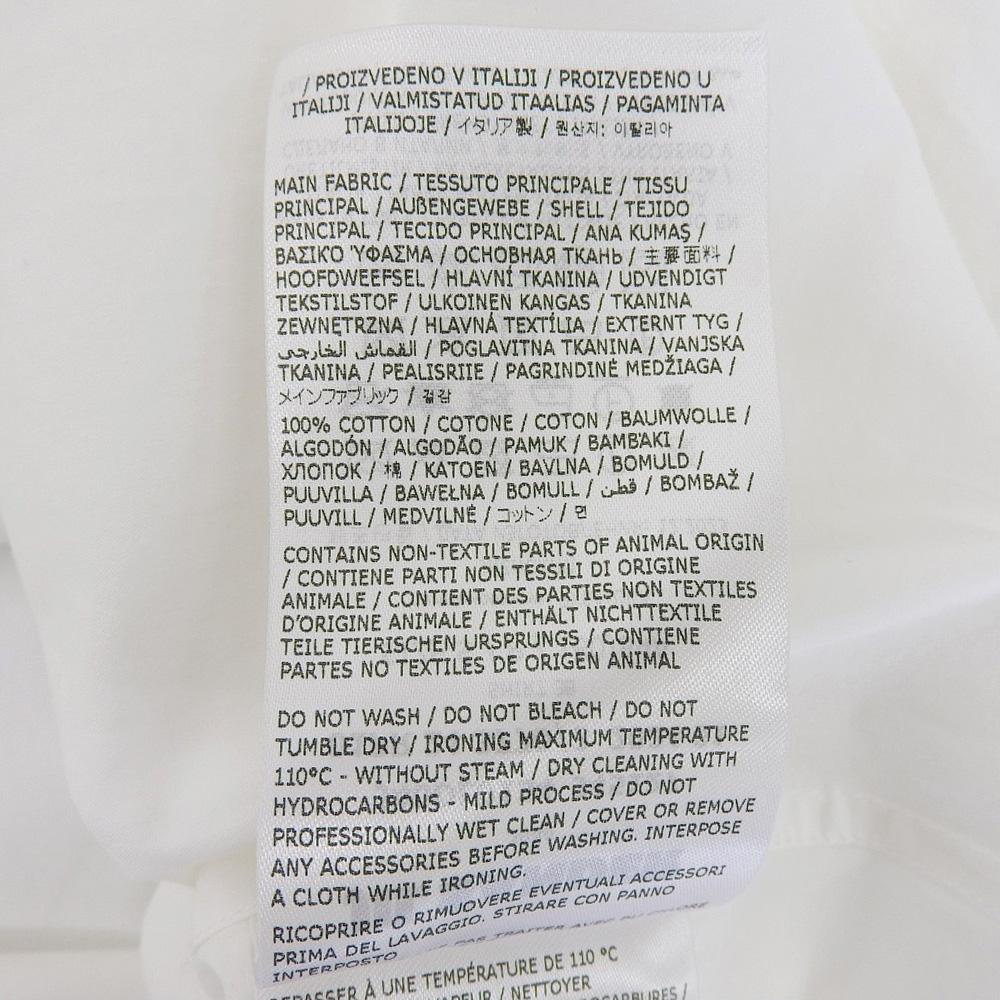 / PROIZVEDENO V ITALIJI / PROIZVEDENO U
ITALIJI / VALMISTATUD ITAALIAS / PAGAMINTA
ITALIJOJE / イタリア製 / 원산지: 이탈리아
MAIN FABRIC / TESSUTO PRINCIPALE / TISSU
PRINCIPAL / AUßENGEWEBE / SHELL / TEJIDO
PRINCIPAL / TECIDO PRINCIPAL / ANA KUMAŞ /
ΒΑΣΙΚΌ ΎΦΑΣΜΑ / ОСНОВНАЯ ТКАНЬ / 主要面料 /
HOOFDWEEFSEL / HLAVNÍ TKANINA / UDVENDIGT
TEKSTILSTOF / ULKOINEN KANGAS / TKANINA
ZEWNĘTRZNA / HLAVNÁ TEXTÍLIA / EXTERNT TYG /
القماش الخارجي / POGLAVITNA TKANINA / VANJSKA
TKANINA / PEALISRIIE / PAGRINDINĖ MEDŽIAGA /
メインファブリック / 겉감
100% COTTON / COTONE / COTON / BAUMWOLLE /
ALGODÓN / ALGODÃO / PAMUK / ΒΑΜΒΆΚΙ /
ХЛОПОК / 棉 / KATOEN / BAVLNA / BOMULD /
PUUVILLA / BAWEŁNA / BOMULL / قطن / BOMBAŽ /
PUUVILL / MEDVILNĖ / コットン / 면
CONTAINS NON-TEXTILE PARTS OF ANIMAL ORIGIN
/ CONTIENE PARTI NON TESSILI DI ORIGINE
ANIMALE / CONTIENT DES PARTIES NON TEXTILES
D'ORIGINE ANIMALE / ENTHÄLT NICHTTEXTILE
TEILE TIERISCHEN URSPRUNGS / CONTIENE
PARTES NO TEXTILES DE ORIGEN ANIMAL
DO NOT WASH / DO NOT BLEACH / DO NOT
TUMBLE DRY / IRONING MAXIMUM TEMPERATURE
110°C - WITHOUT STEAM / DRY CLEANING WITH
HYDROCARBONS - MILD PROCESS / DO NOT
PROFESSIONALLY WET CLEAN / COVER OR REMOVE
ANY ACCESSORIES BEFORE WASHING. INTERPOSE
A CLOTH WHILE IRONING.
RICOPRIRE O RIMUOVERE EVENTUALI ACCESSORI
PRIMA DEL LAVAGGIO. STIRARE CON PANNO
INTERPOSTO
PAS TRAITER AVEC
À UNE TEMPÉRATURE DE 110 °C
/ NETTOYER